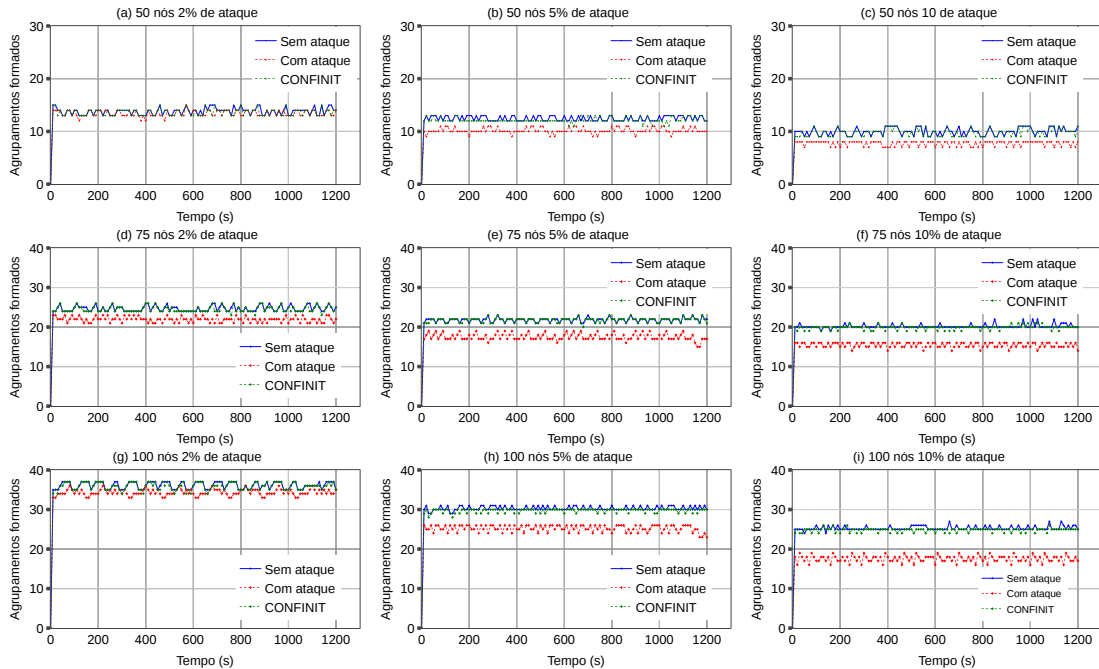 (a) 50 nós 2% de ataque
Agrupamentos formados
30
20
10
0
Sem ataque
Com ataque
CONFINIT
0 200 400 600 800 1000 1200
Tempo (s)
(b) 50 nós 5% de ataque
Agrupamentos formados
30
20
10
0
Sem ataque
Com ataque
CONFINIT
0 200 400 600 800 1000 1200
Tempo (s)
(c) 50 nós 10 de ataque
Agrupamentos formados
30
20
10
0
Sem ataque
Com ataque
CONFINIT
0 200 400 600 800 1000 1200
Tempo (s)
(d) 75 nós 2% de ataque
Agrupamentos formados
40
30
20
10
0
Sem ataque
Com ataque
CONFINIT
0 200 400 600 800 1000 1200
Tempo (s)
(e) 75 nós 5% de ataque
Agrupamentos formados
40
30
20
10
0
Sem ataque
Com ataque
CONFINIT
0 200 400 600 800 1000 1200
Tempo (s)
(f) 75 nós 10% de ataque
Agrupamentos formados
40
30
20
10
0
Sem ataque
Com ataque
CONFINIT
0 200 400 600 800 1000 1200
Tempo (s)
(g) 100 nós 2% de ataque
Agrupamentos formados
40
30
20
10
0
Sem ataque
Com ataque
CONFINIT
0 200 400 600 800 1000 1200
Tempo (s)
(h) 100 nós 5% de ataque
Agrupamentos formados
40
30
20
10
0
Sem ataque
Com ataque
CONFINIT
0 200 400 600 800 1000 1200
Tempo (s)
(i) 100 nós 10% de ataque
Agrupamentos formados
40
30
20
10
0
Sem ataque
Com ataque
CONFINIT
0 200 400 600 800 1000 1200
Tempo (s)